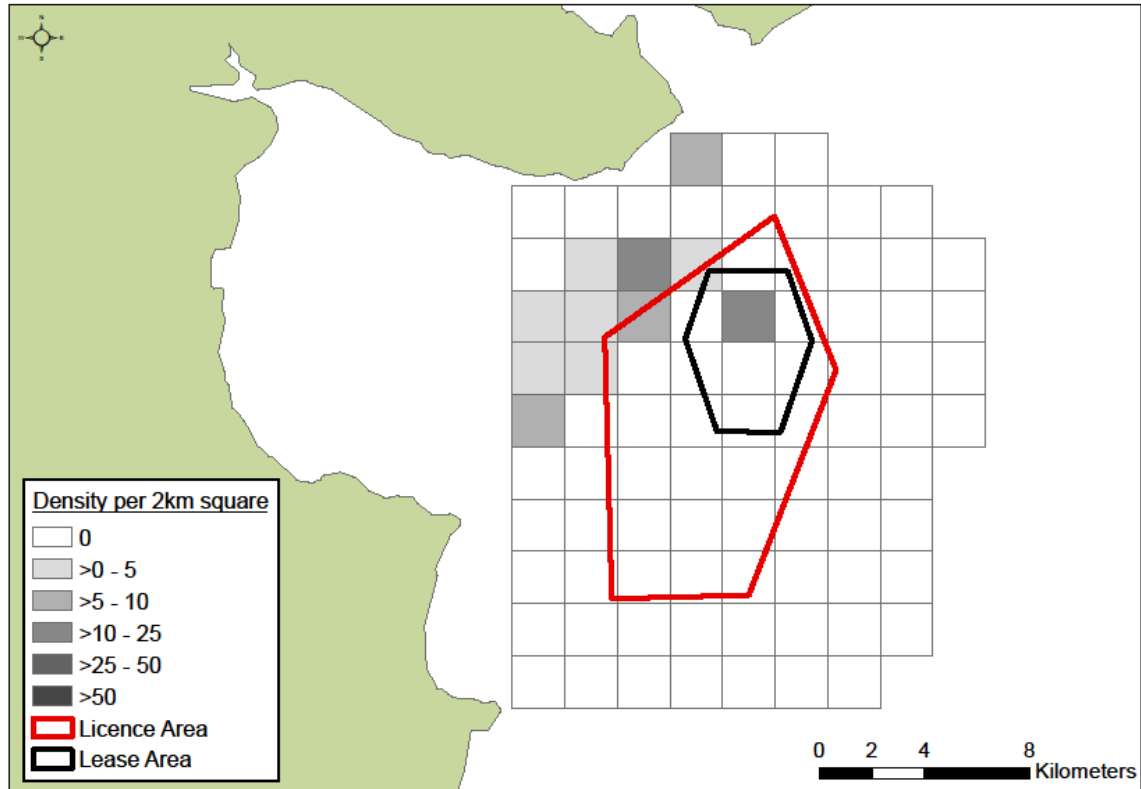 N
W E
S
Density per 2km square
0
>0 - 5
>5 - 10
>10 - 25
>25 - 50
>50
Licence Area
Lease Area
0 2 4 8
Kilometers